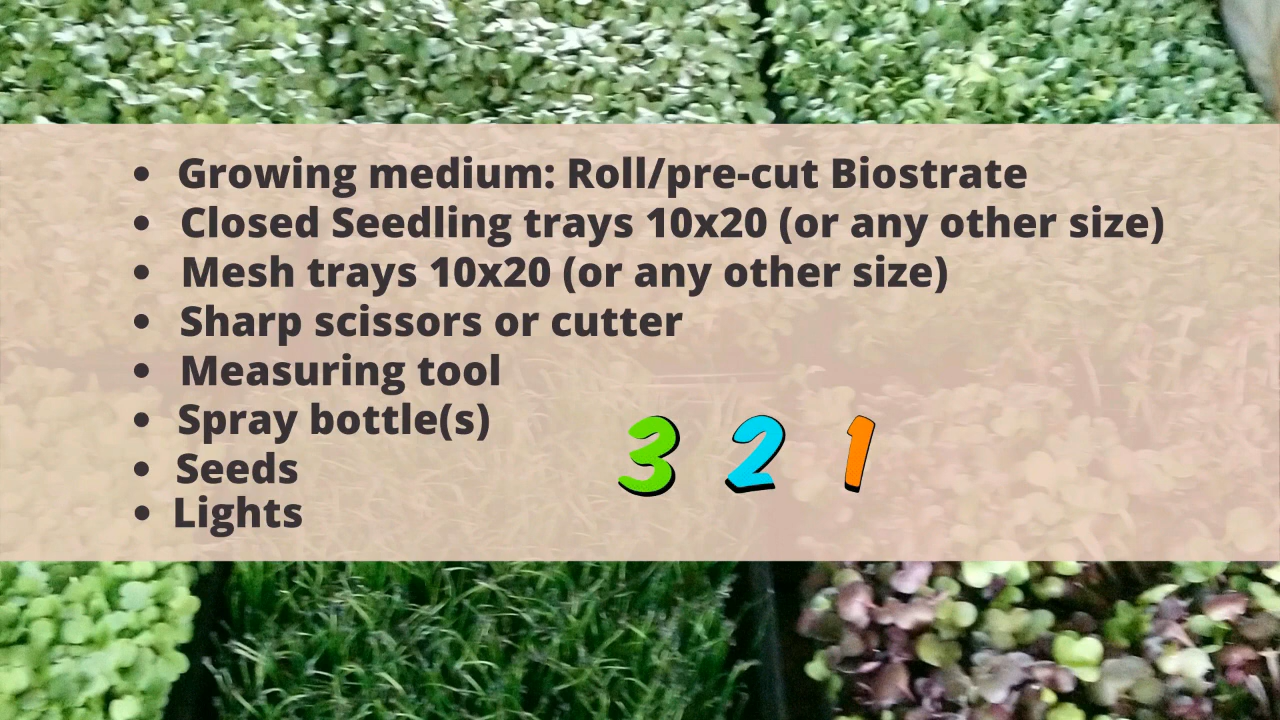 • Growing medium: Roll/pre-cut Biostrate
• Closed Seedling trays 10x20 (or any other size)
• Mesh trays 10x20 (or any other size)
• Sharp scissors or cutter
• Measuring tool
• Spray bottle(s)
3 2 1
• Seeds
• Lights